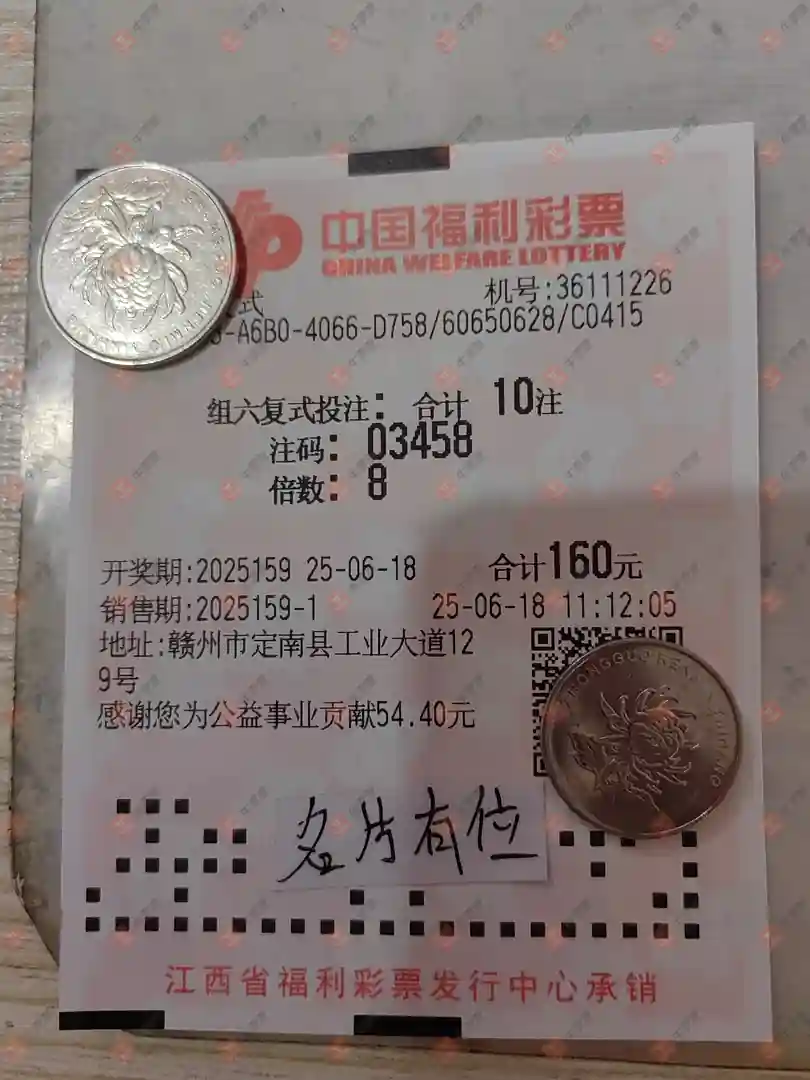 中国福利彩票
CHINA WELFARE LOTTERY
式 机号:36111226
-A6B0-4066-D758/60650628/C0415
组六复式投注: 合计 10注
注码: 03458
倍数: 8
开奖期:2025159 25-06-18 合计160元
销售期:2025159-1 25-06-18 11:12:05
地址:赣州市定南县工业大道12
9号
感谢您为公益事业贡献54.40元
名片有位
江西省福利彩票发行中心承销